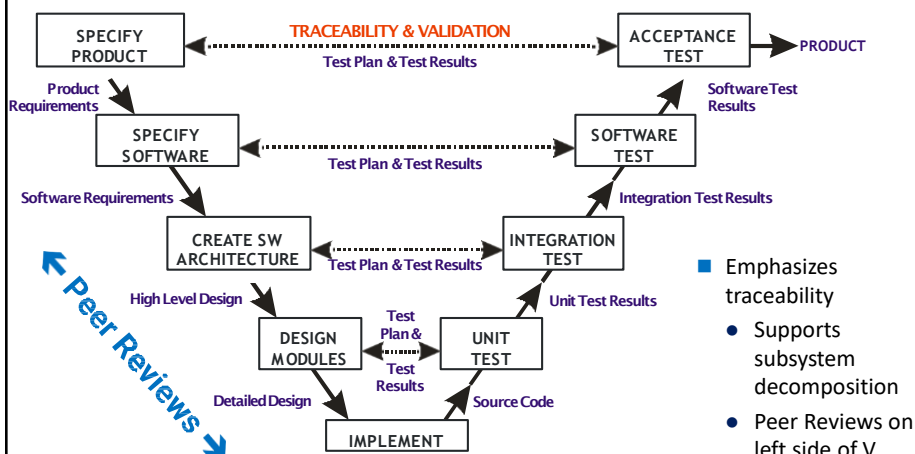 SPECIFY
PRODUCT
TRACEABILITY & VALIDATION
Test Plan & Test Results
ACCEPTANCE
TEST
PRODUCT
Product
Requirements
Software Test
Results
SPECIFY
SOFTWARE
Test Plan & Test Results
SOFTWARE
TEST
Software Requirements
Integration Test Results
CREATE SW
ARCHITECTURE
Test Plan & Test Results
INTEGRATION
TEST
High Level Design
Unit Test Results
DESIGN
MODULES
Test
Plan &
Test
Results
UNIT
TEST
Detailed Design
Source Code
IMPLEMENT
Peer Reviews
■ Emphasizes
traceability
● Supports
subsystem
decomposition
● Peer Reviews on
left side of V